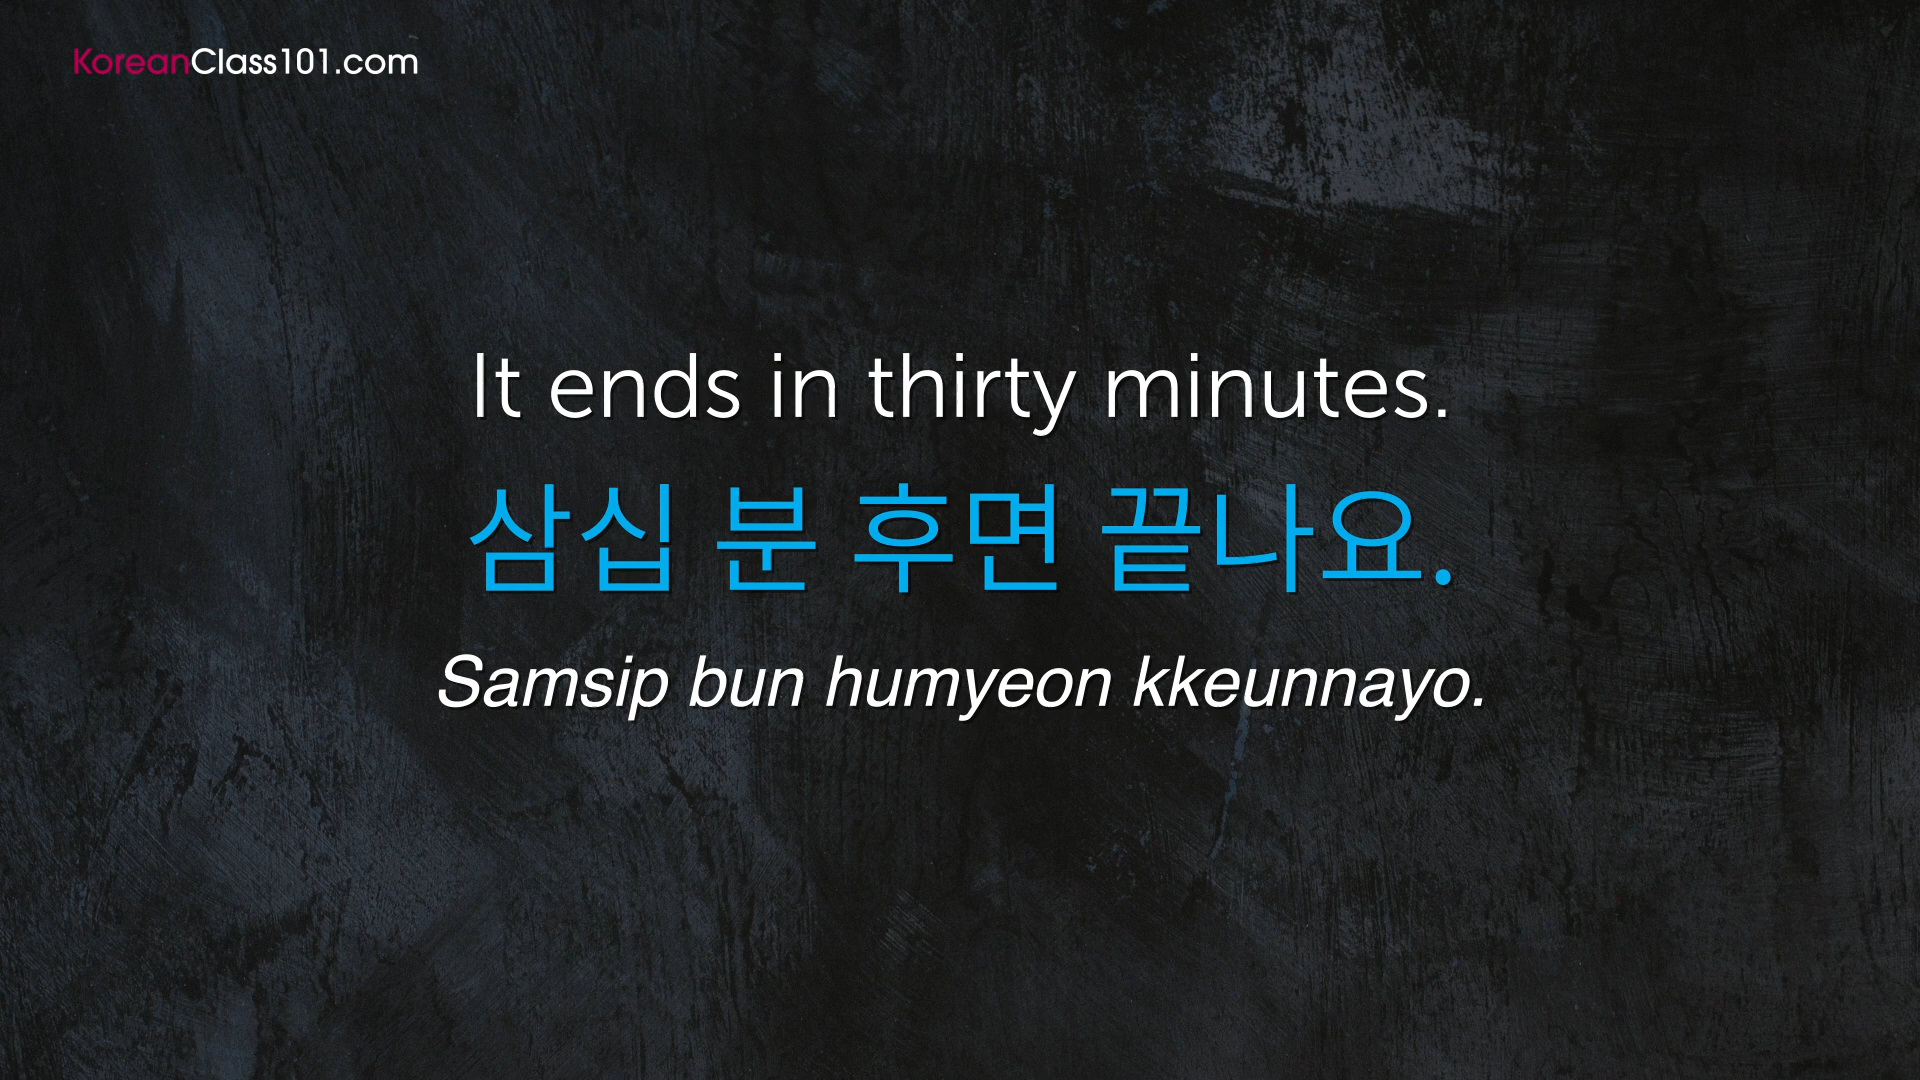 KoreanClass101.com
It ends in thirty minutes.
삼십 분 후면 끝나요.
Samsip bun humyeon kkeunnayo.